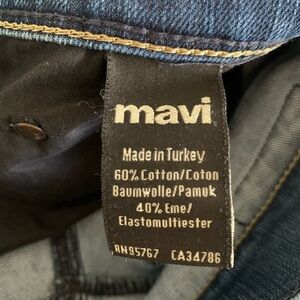 mavi
Made in Turkey
60% Cotton/Coton
Baumwolle/Pamuk
40% Eme/
Elastomultiester
RN95767 CA34786